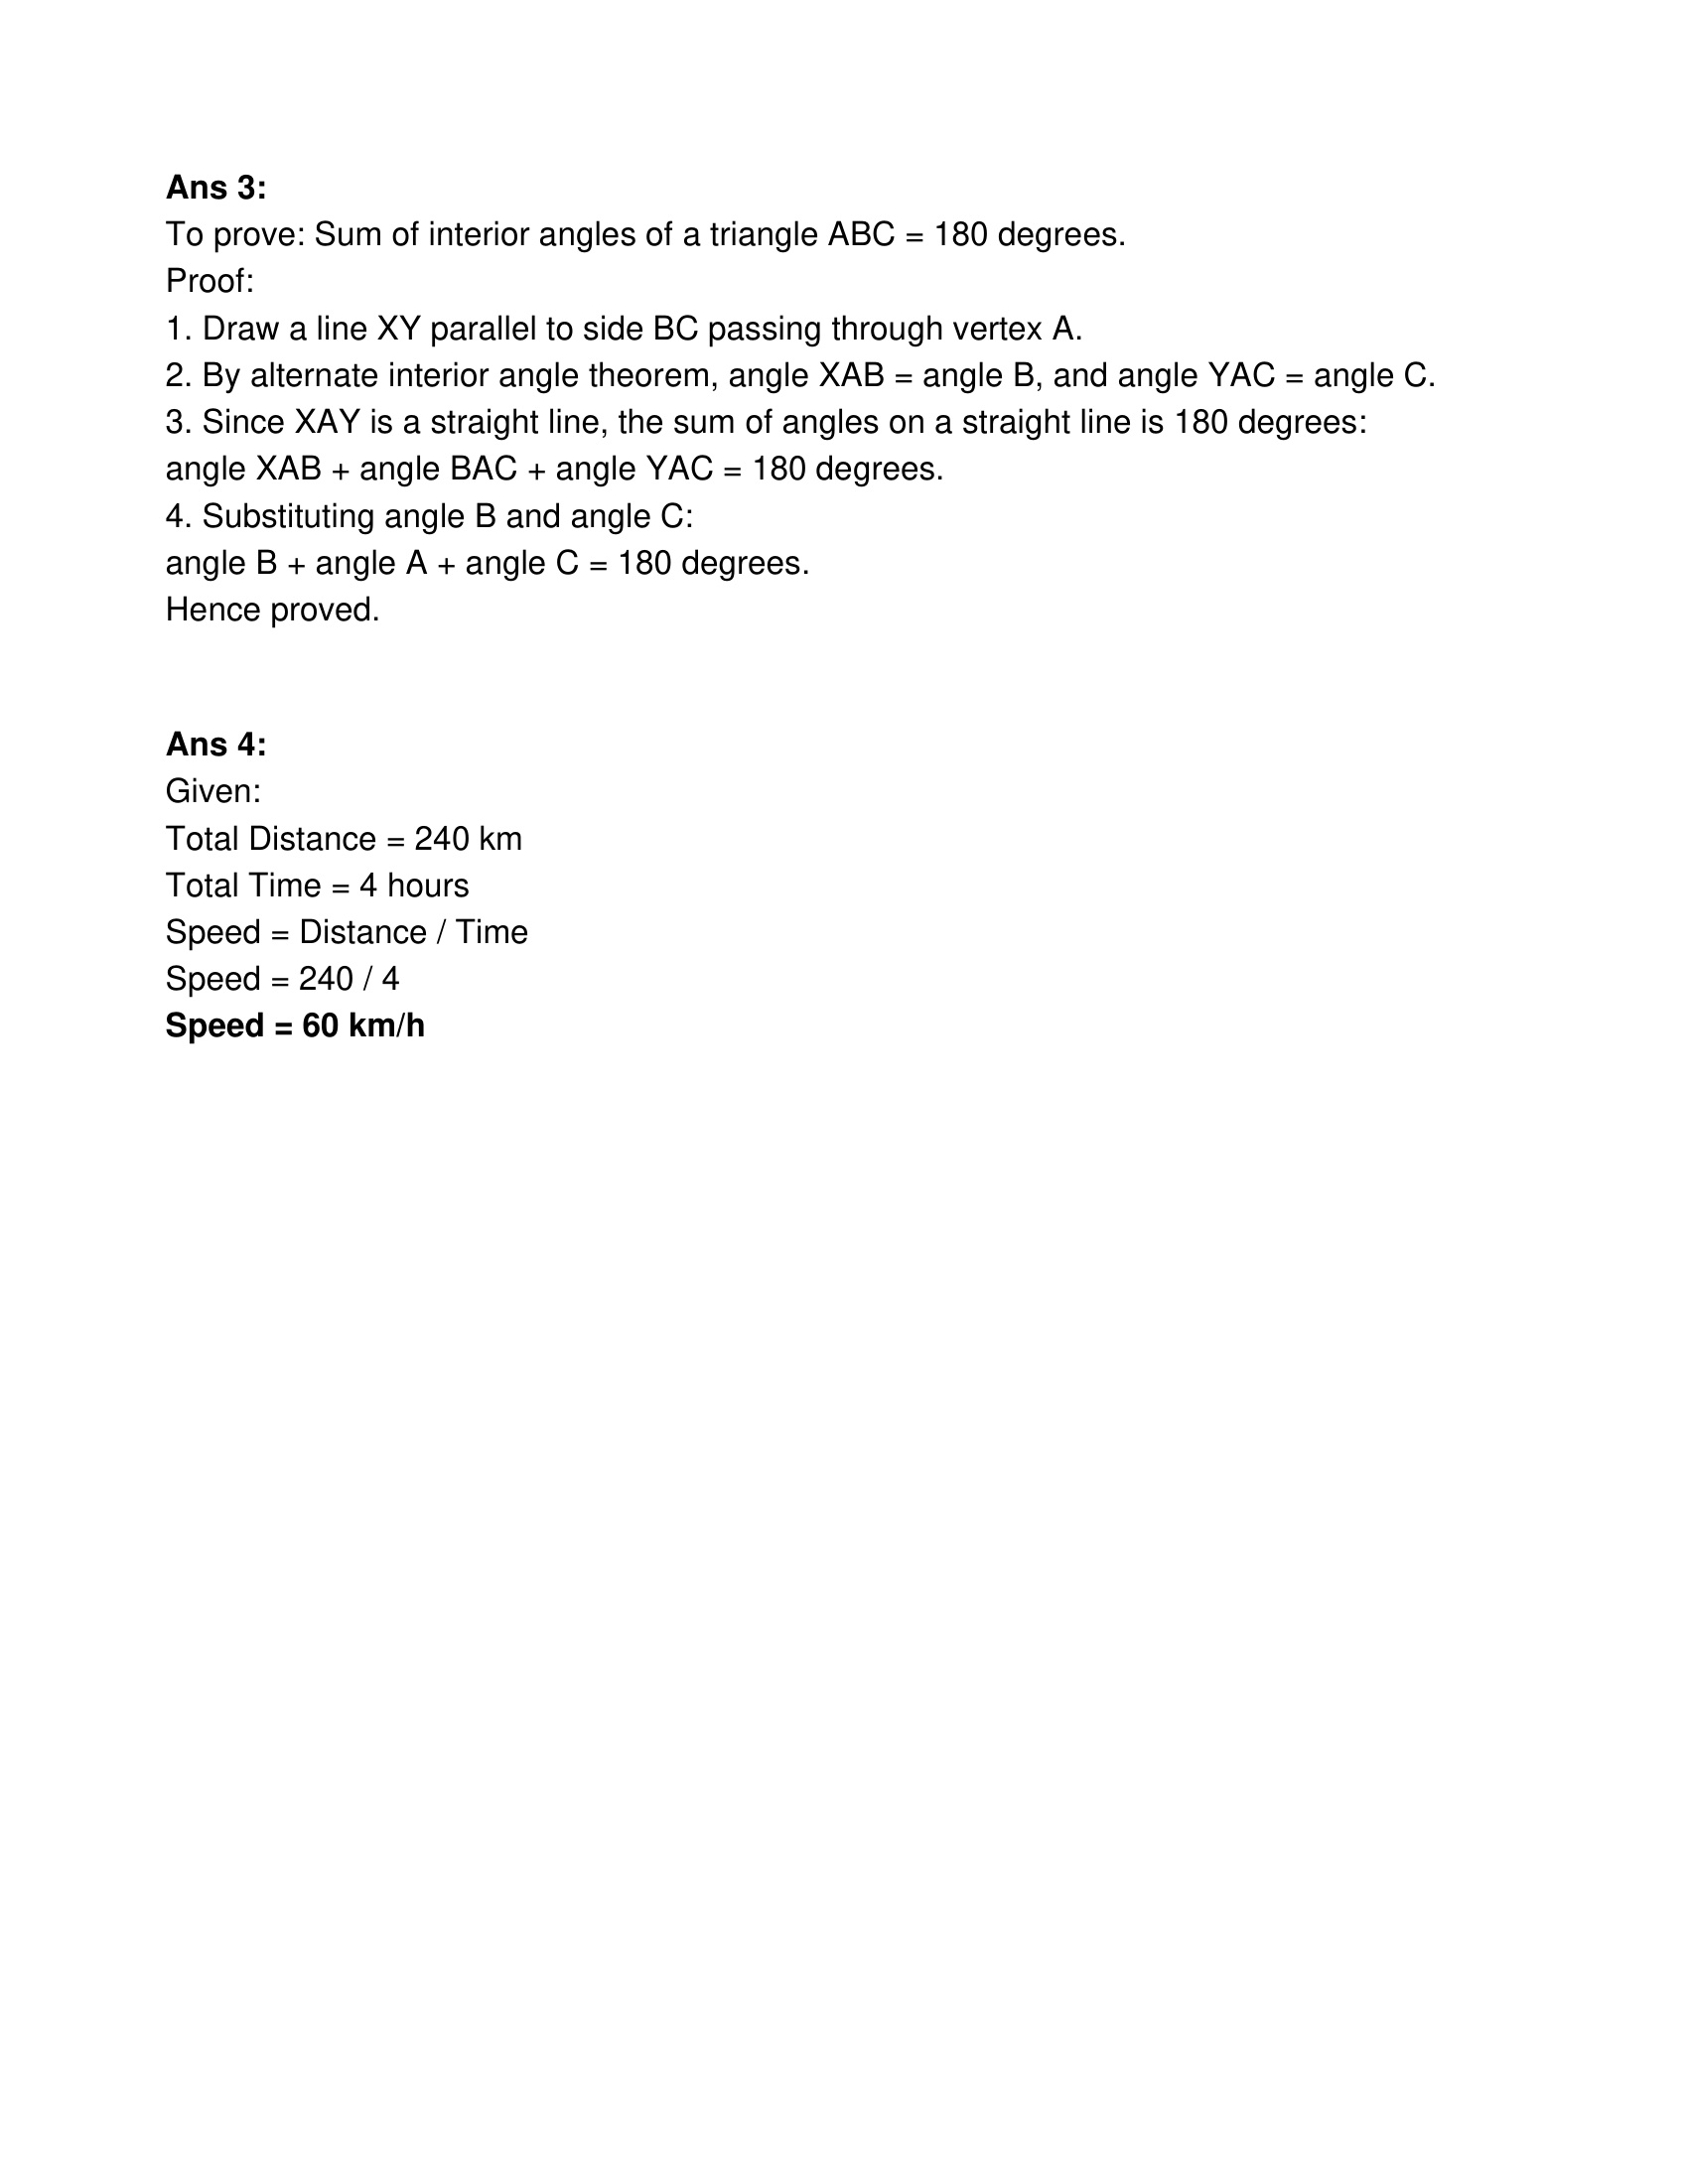 Ans 3:
To prove: Sum of interior angles of a triangle ABC = 180 degrees.
Proof:
1. Draw a line XY parallel to side BC passing through vertex A.
2. By alternate interior angle theorem, angle XAB = angle B, and angle YAC = angle C.
3. Since XAY is a straight line, the sum of angles on a straight line is 180 degrees:
angle XAB + angle BAC + angle YAC = 180 degrees.
4. Substituting angle B and angle C:
angle B + angle A + angle C = 180 degrees.
Hence proved.
Ans 4:
Given:
Total Distance = 240 km
Total Time = 4 hours
Speed = Distance / Time
Speed = 240 / 4
Speed = 60 km/h